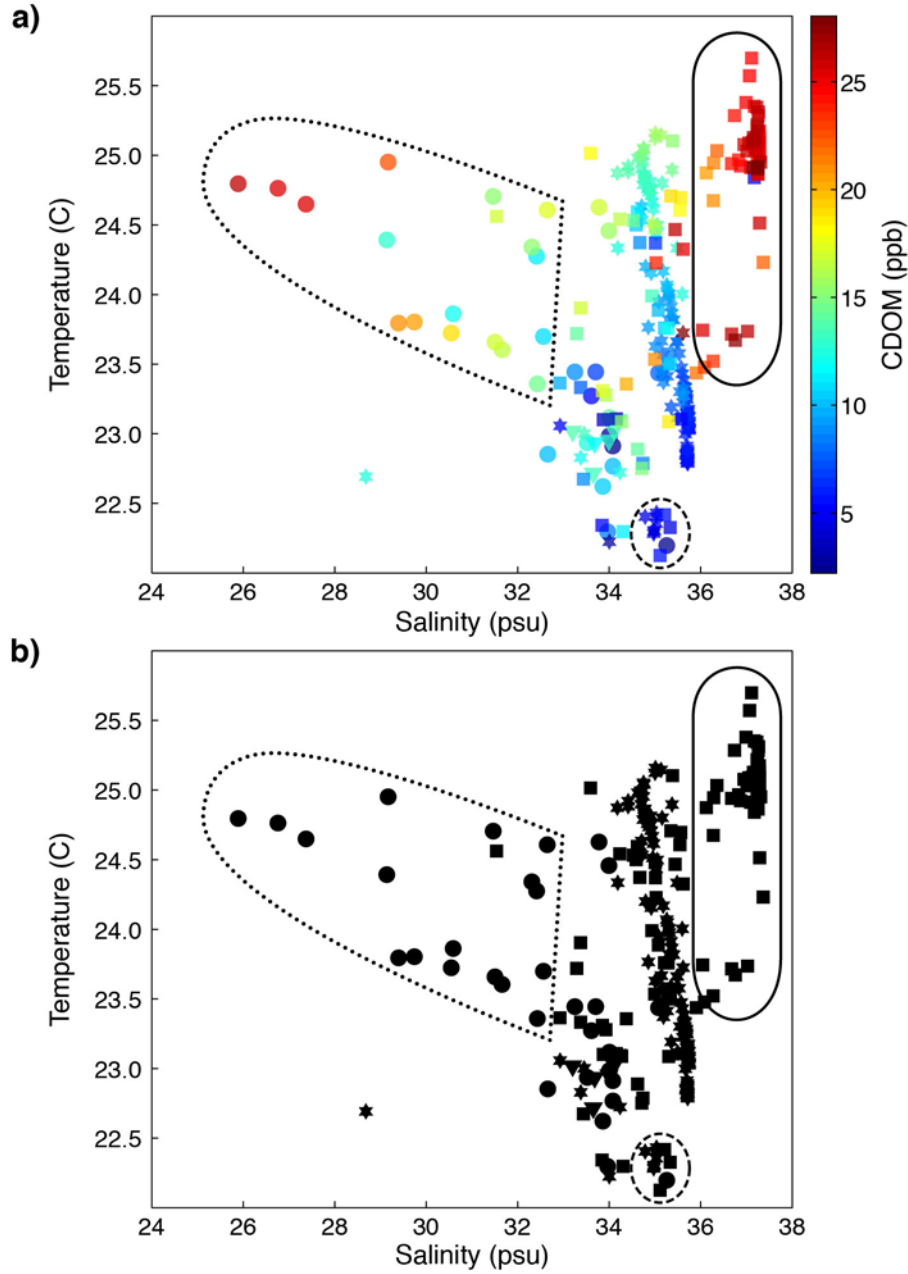 a)
25.5
25.0
24.5
24.0
23.5
23.0
22.5
Temperature (C)
24 26 28 30 32 34 36 38
Salinity (psu)
25
20
15
10
5
CDOM (ppb)
b)
25.5
25.0
24.5
24.0
23.5
23.0
22.5
Temperature (C)
24 26 28 30 32 34 36 38
Salinity (psu)